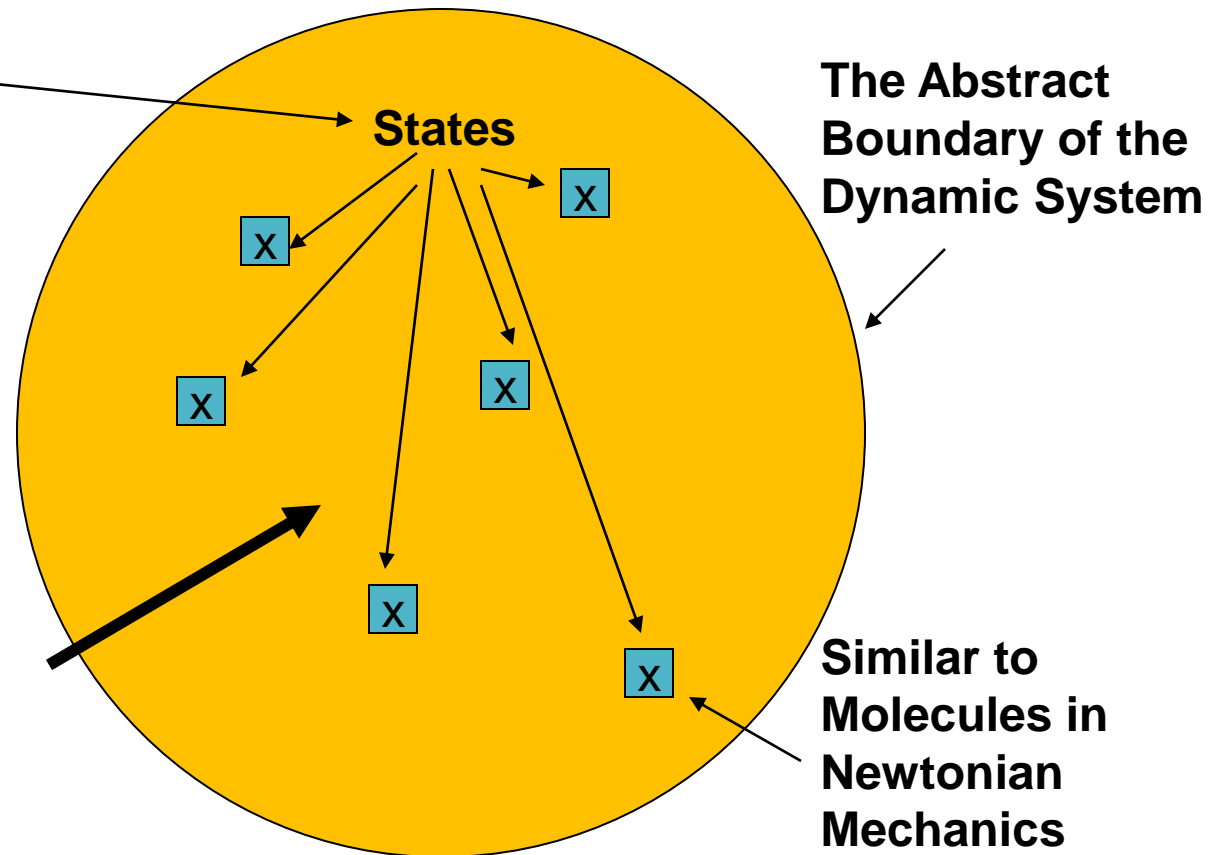 The Abstract
Boundary of the
Dynamic System
States
x
x
x
x
x
x
Similar to
Molecules in
Newtonian
Mechanics